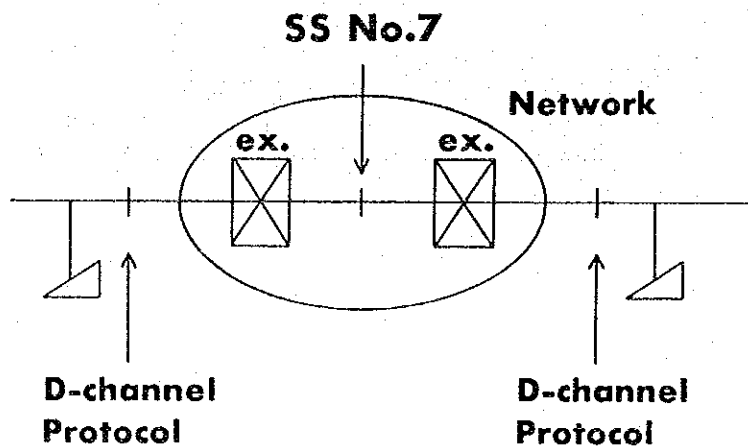 SS No.7
Network
ex.
ex.
D-channel
Protocol
D-channel
Protocol